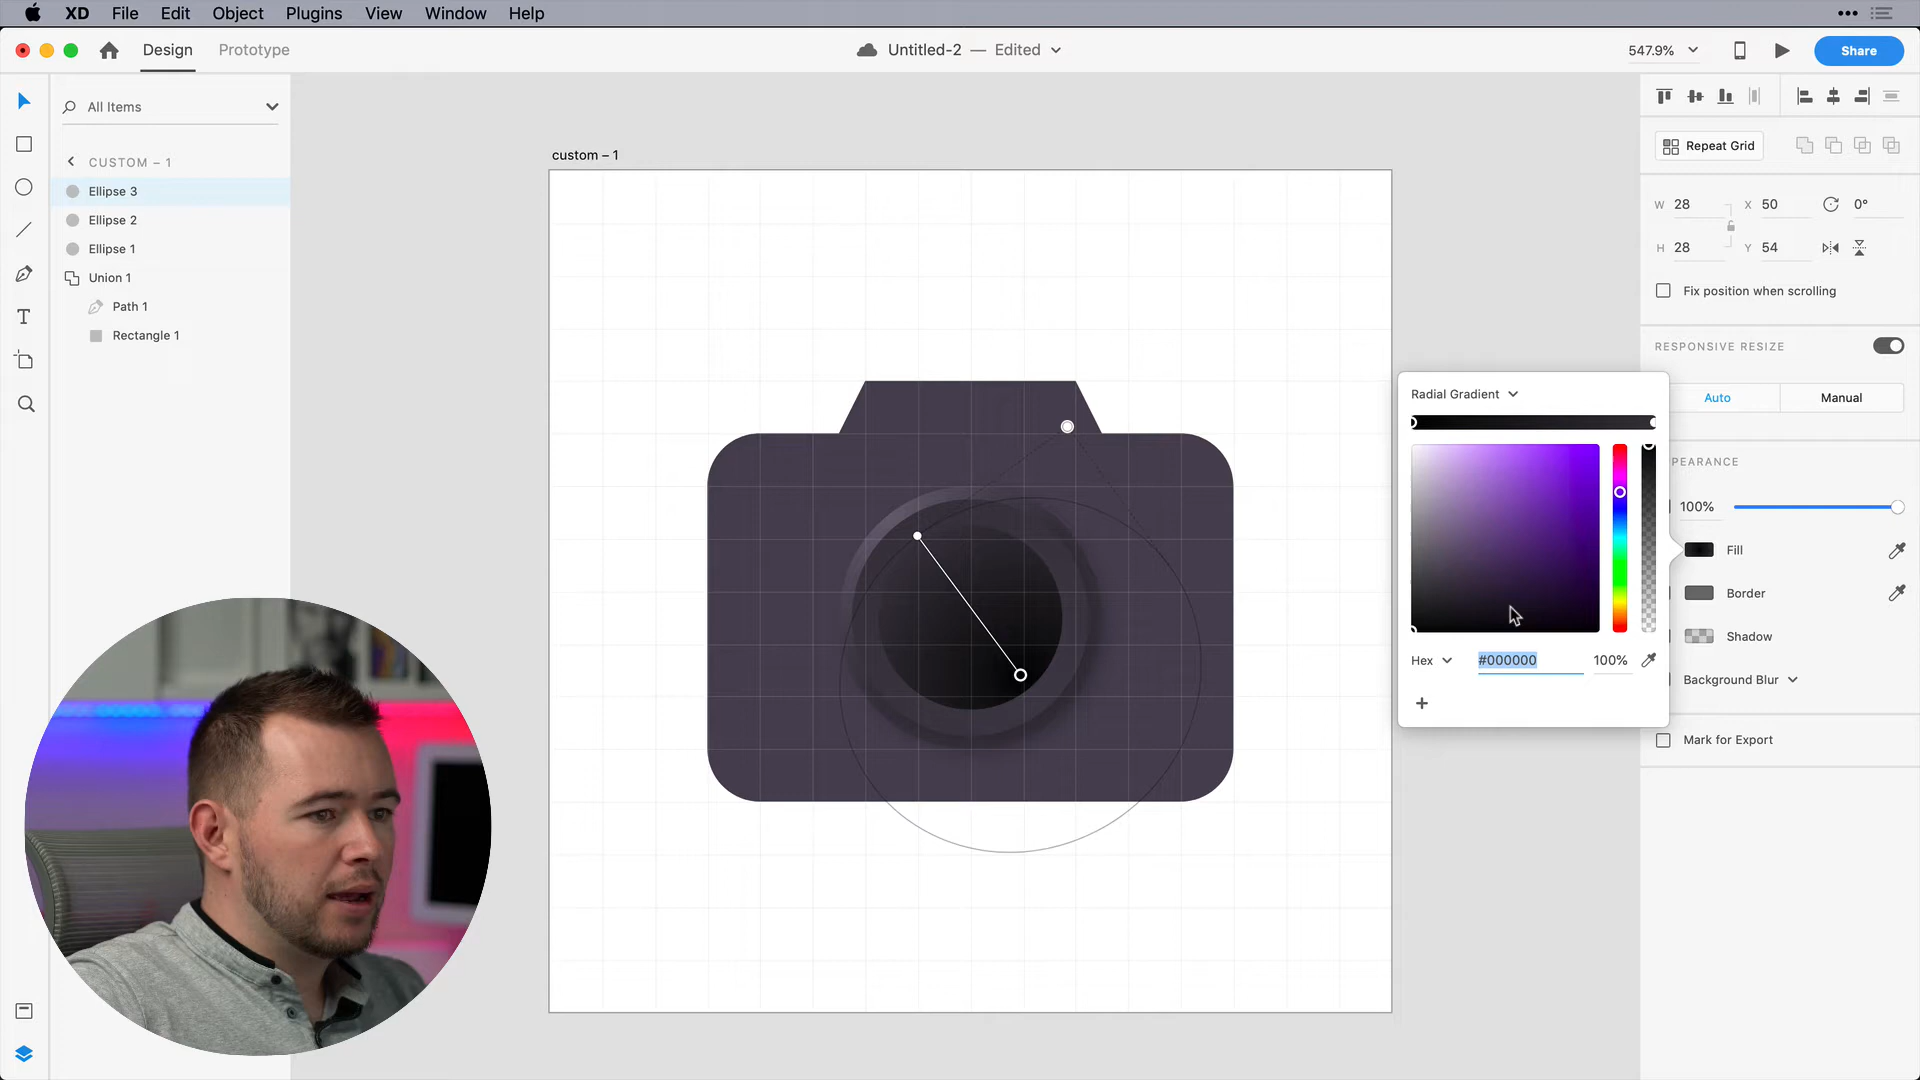 XD File Edit Object Plugins View Window Help
Design Prototype
Untitled-2 — Edited
547.9%
Share
All Items
CUSTOM – 1
Ellipse 3
Ellipse 2
Ellipse 1
Union 1
Path 1
Rectangle 1
custom – 1
Repeat Grid
W 28 X 50 0°
H 28 Y 54
Fix position when scrolling
RESPONSIVE RESIZE
Auto Manual
Radial Gradient
PEARANCE
100%
Fill
Border
Shadow
Hex #000000 100%
Background Blur
+
Mark for Export